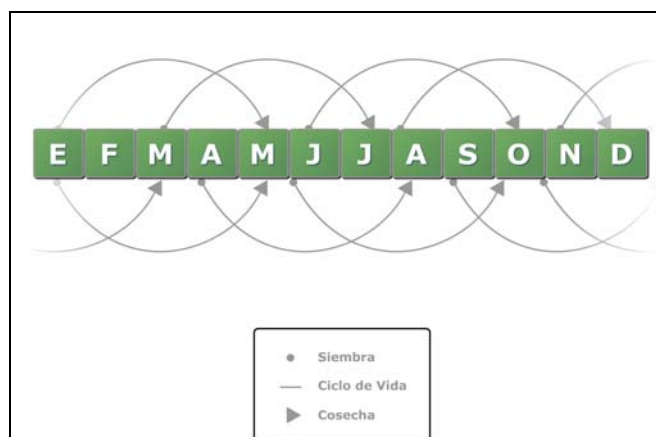 E F M A M J J A S O N D
Siembra
Ciclo de Vida
Cosecha